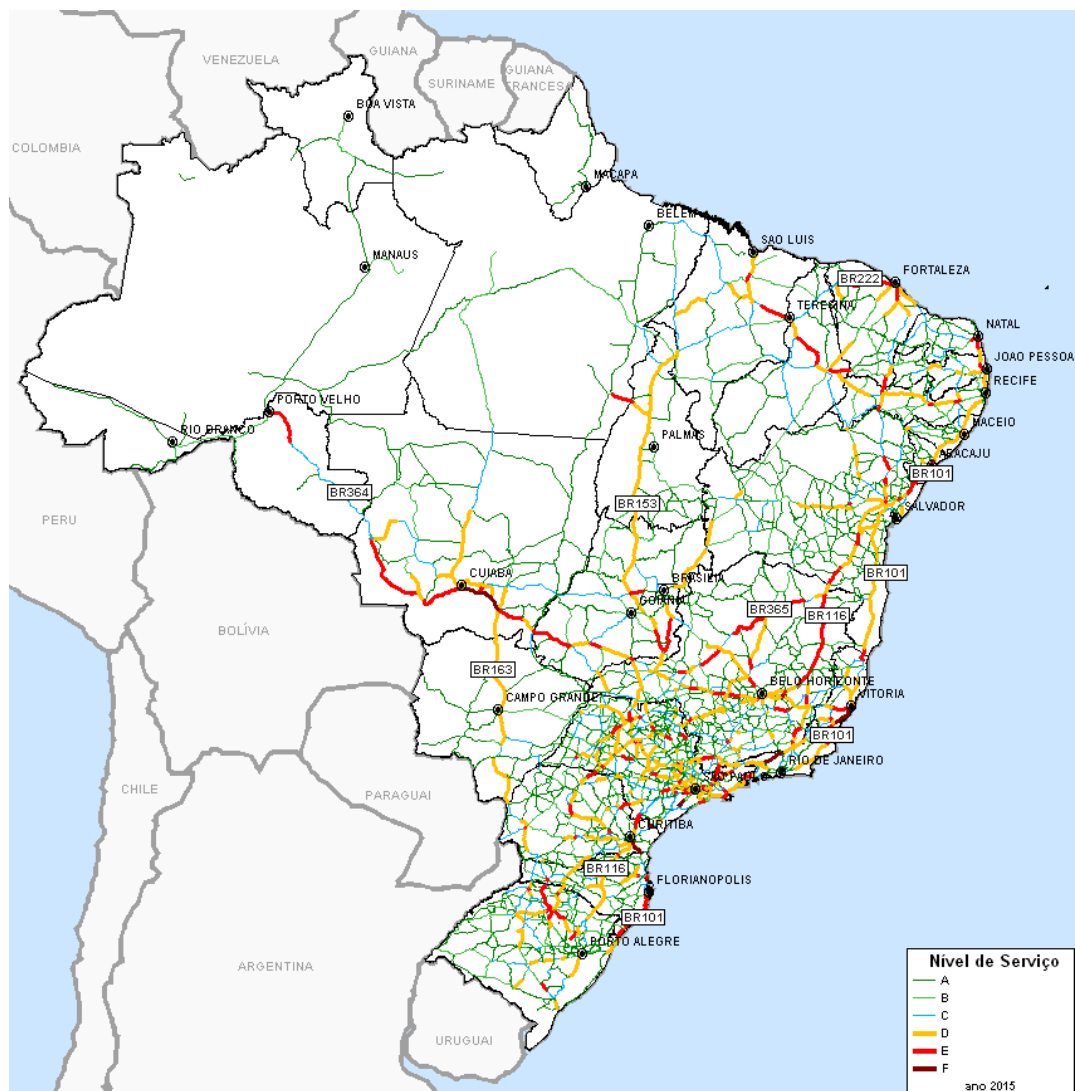 VENEZUELA
GUIANA
SURINAME
GUIANA
FRANCESA
COLOMBIA
BOA VISTA
MACAPA
BELEM
SAO LUIS
MANAUS
FORTALEZA
BR222
TERESINA
NATAL
JOAO PESSOA
RECIFE
PORTO VELHO
RIO BRANCO
MACEIO
PALMAS
ARACAJU
BR101
BR364
BR153
SALVADOR
PERU
CUIABA
BRASILIA
BR101
GOIANIA
BR365
BR116
BOLÍVIA
BR163
BELO HORIZONTE
VITORIA
CAMPO GRANDE
BR101
RIO DE JANEIRO
SAO PAULO
CHILE
PARAGUAI
CURITIBA
BR116
FLORIANOPOLIS
BR101
PORTO ALEGRE
ARGENTINA
URUGUAI
Nível de Serviço
A
B
C
D
E
F
ano 2015